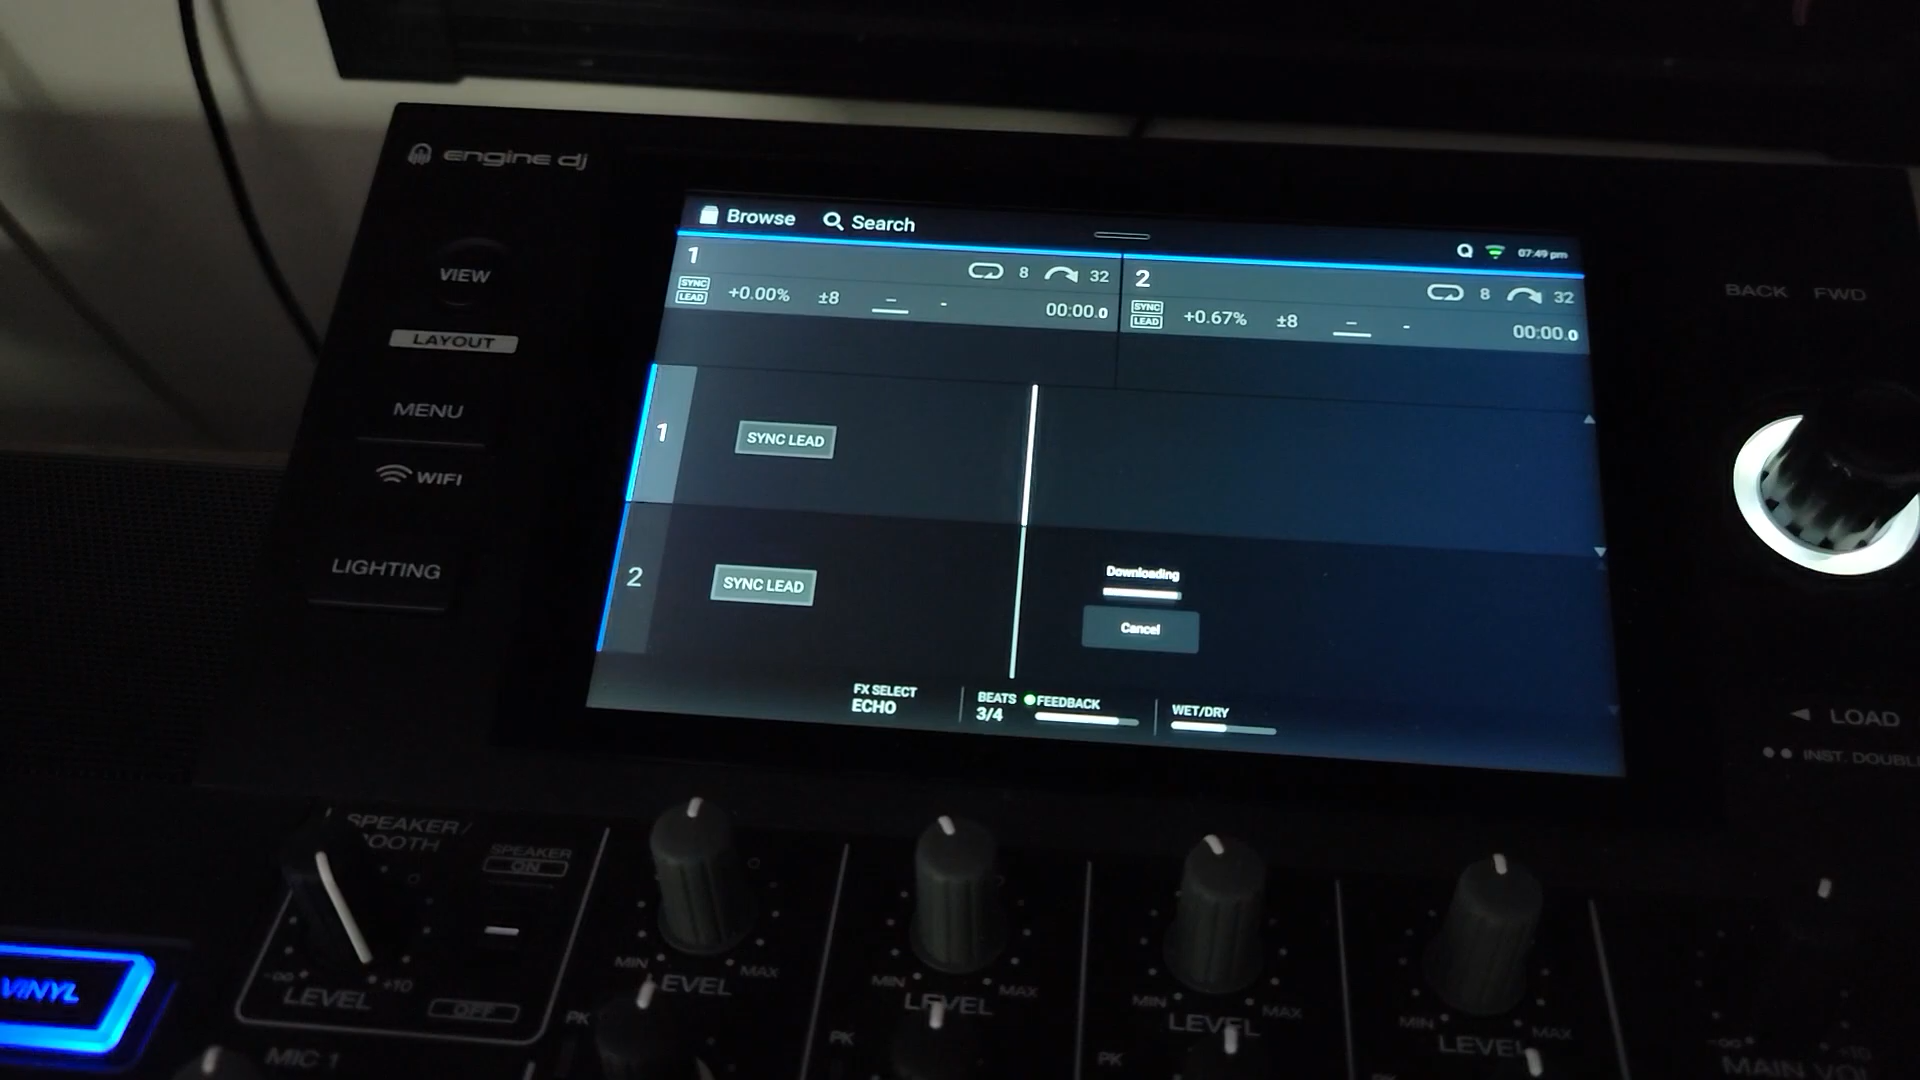 engine dj
VIEW
LAYOUT
MENU
WIFI
LIGHTING
Browse Search
Q 07:49 pm
1 8 32
SYNC LEAD +0.00% ±8 – - 00:00.0
2 8 32
SYNC LEAD +0.67% ±8 – - 00:00.0
1 SYNC LEAD
2 SYNC LEAD
Downloading
Cancel
FX SELECT
ECHO
BEATS
3/4
FEEDBACK
WET/DRY
BACK FWD
LOAD
INST.
SPEAKER/
SPEAKER
ON
-∞ +10
LEVEL
OFF
MIC 1
VINYL
MIN MAX
LEVEL
PK
MIN MAX
LEVEL
PK
MIN MAX
LEVEL
PK
MIN MAX
LEVEL
-∞ +10
MAIN